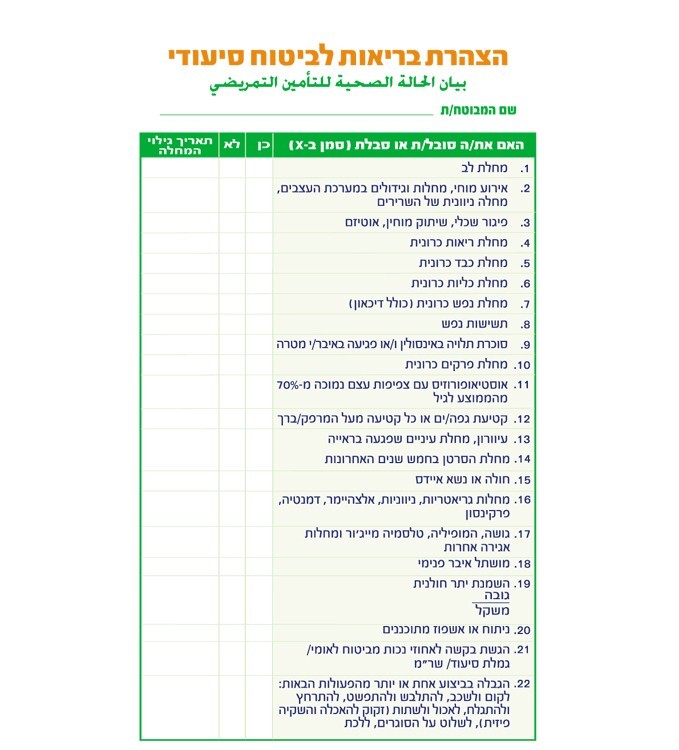 הצהרת בריאות לביטוח סיעודי
بيان الحالة الصحية للتأمين التمريضي
שם המבוטח/ת
האם את/ה סובל/ת או סבלת (סמן ב-X) כן לא תאריך גילוי המחלה
1. מחלת לב
2. אירוע מוחי, מחלות וגידולים במערכת העצבים,
מחלה ניוונית של השרירים
3. פיגור שכלי, שיתוק מוחין, אוטיזם
4. מחלת ריאות כרונית
5. מחלת כבד כרונית
6. מחלת כליות כרונית
7. מחלת נפש כרונית (כולל דיכאון)
8. תשישות נפש
9. סוכרת תלויה באינסולין ו/או פגיעה באיבר/י מטרה
10. מחלת פרקים כרונית
11. אוסטיאופורוזיס עם צפיפות עצם נמוכה מ-70%
מהממוצע לגיל
12. קטיעת גפה/ים או כל קטיעה מעל המרפק/ברך
13. עיוורון, מחלת עיניים שפגעה בראייה
14. מחלת הסרטן בחמש שנים האחרונות
15. חולה או נשא איידס
16. מחלות גריאטריות, ניווניות, אלצהיימר, דמנטיה,
פרקינסון
17. גושה, המופיליה, טלסמיה מייג'ור ומחלות
אגירה אחרות
18. מושתל איבר פנימי
19. השמנת יתר חולנית
גובה
משקל
20. ניתוח או אשפוז מתוכננים
21. הגשת בקשה לאחוזי נכות מביטוח לאומי/
גמלת סיעוד/ שר"מ
22. הגבלה בביצוע אחת או יותר מהפעולות הבאות:
לקום ולשכב, להתלבש ולהתפשט, להתרחץ
ולהתגלח, לאכול ולשתות (זקוק להאכלה והשקיה
פיזית), לשלוט על הסוגרים, ללכת